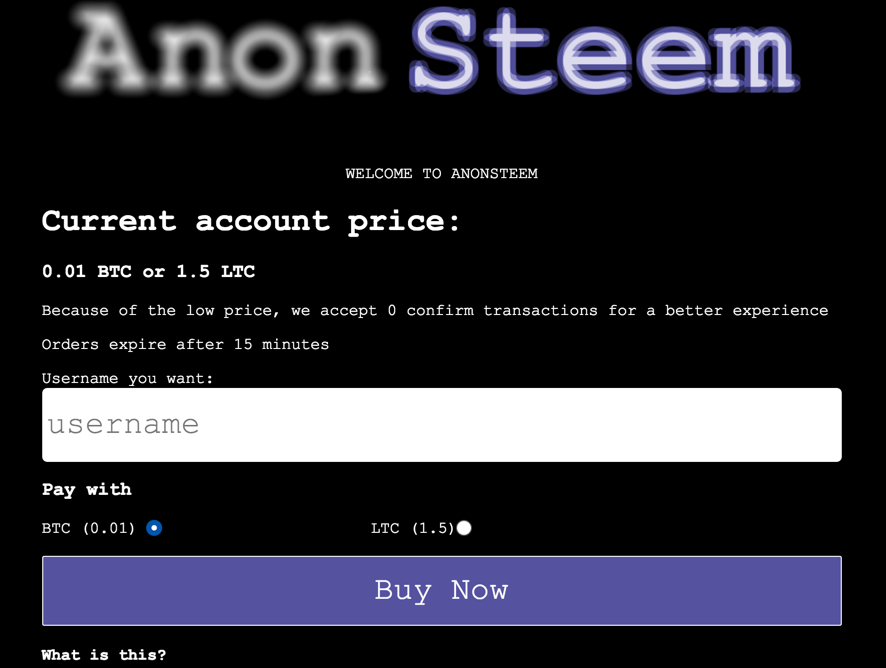 Anon Steem
WELCOME TO ANONSTEEM
Current account price:
0.01 BTC or 1.5 LTC
Because of the low price, we accept 0 confirm transactions for a better experience
Orders expire after 15 minutes
Username you want:
username
Pay with
BTC (0.01) LTC (1.5)
Buy Now
What is this?